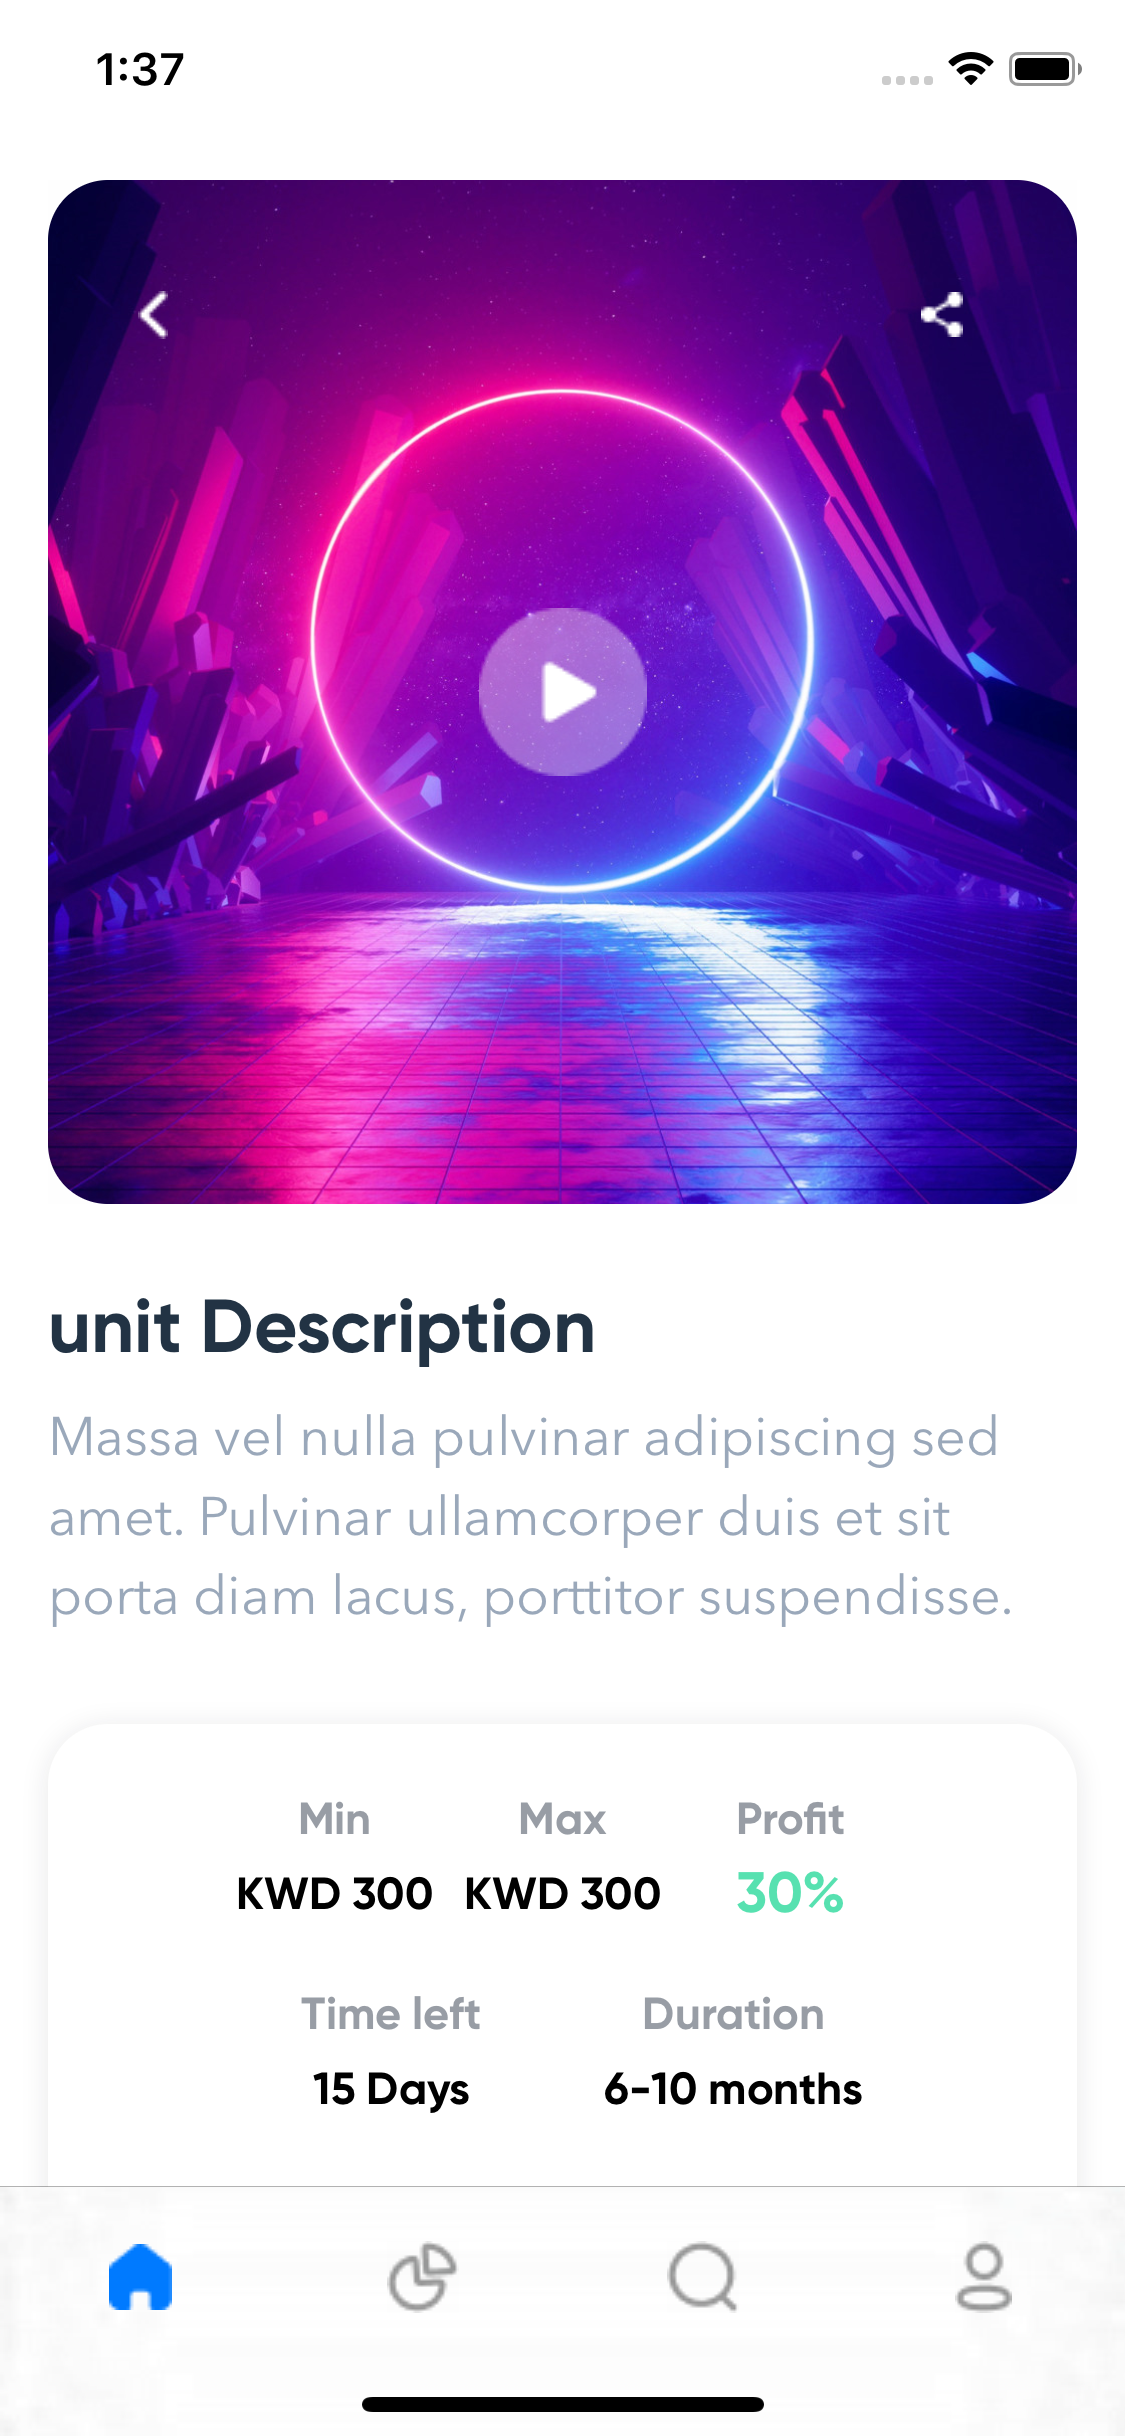 1:37
unit Description
Massa vel nulla pulvinar adipiscing sed
amet. Pulvinar ullamcorper duis et sit
porta diam lacus, porttitor suspendisse.
Min Max Profit
KWD 300 KWD 300 30%
Time left Duration
15 Days 6-10 months